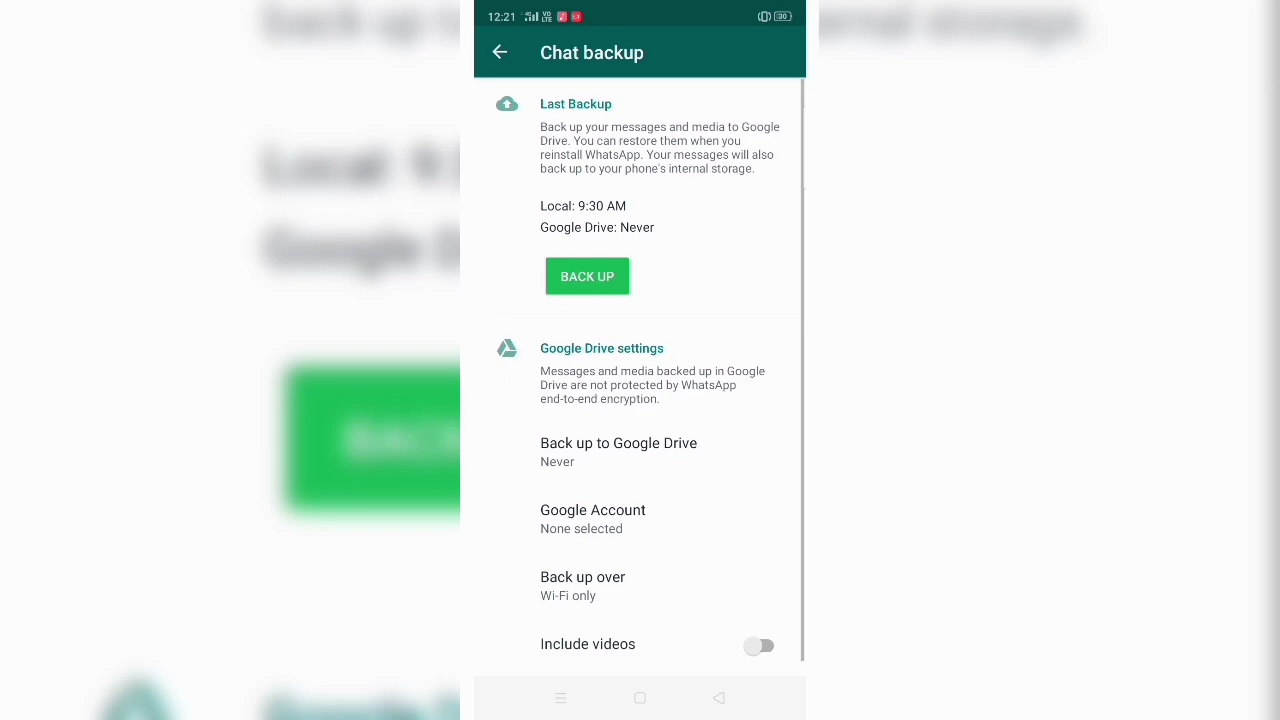 12:21
4G
VO
LTE
30
Chat backup
Last Backup
Back up your messages and media to Google
Drive. You can restore them when you
reinstall WhatsApp. Your messages will also
back up to your phone's internal storage.
Local: 9:30 AM
Google Drive: Never
BACK UP
Google Drive settings
Messages and media backed up in Google
Drive are not protected by WhatsApp
end-to-end encryption.
Back up to Google Drive
Never
Google Account
None selected
Back up over
Wi-Fi only
Include videos